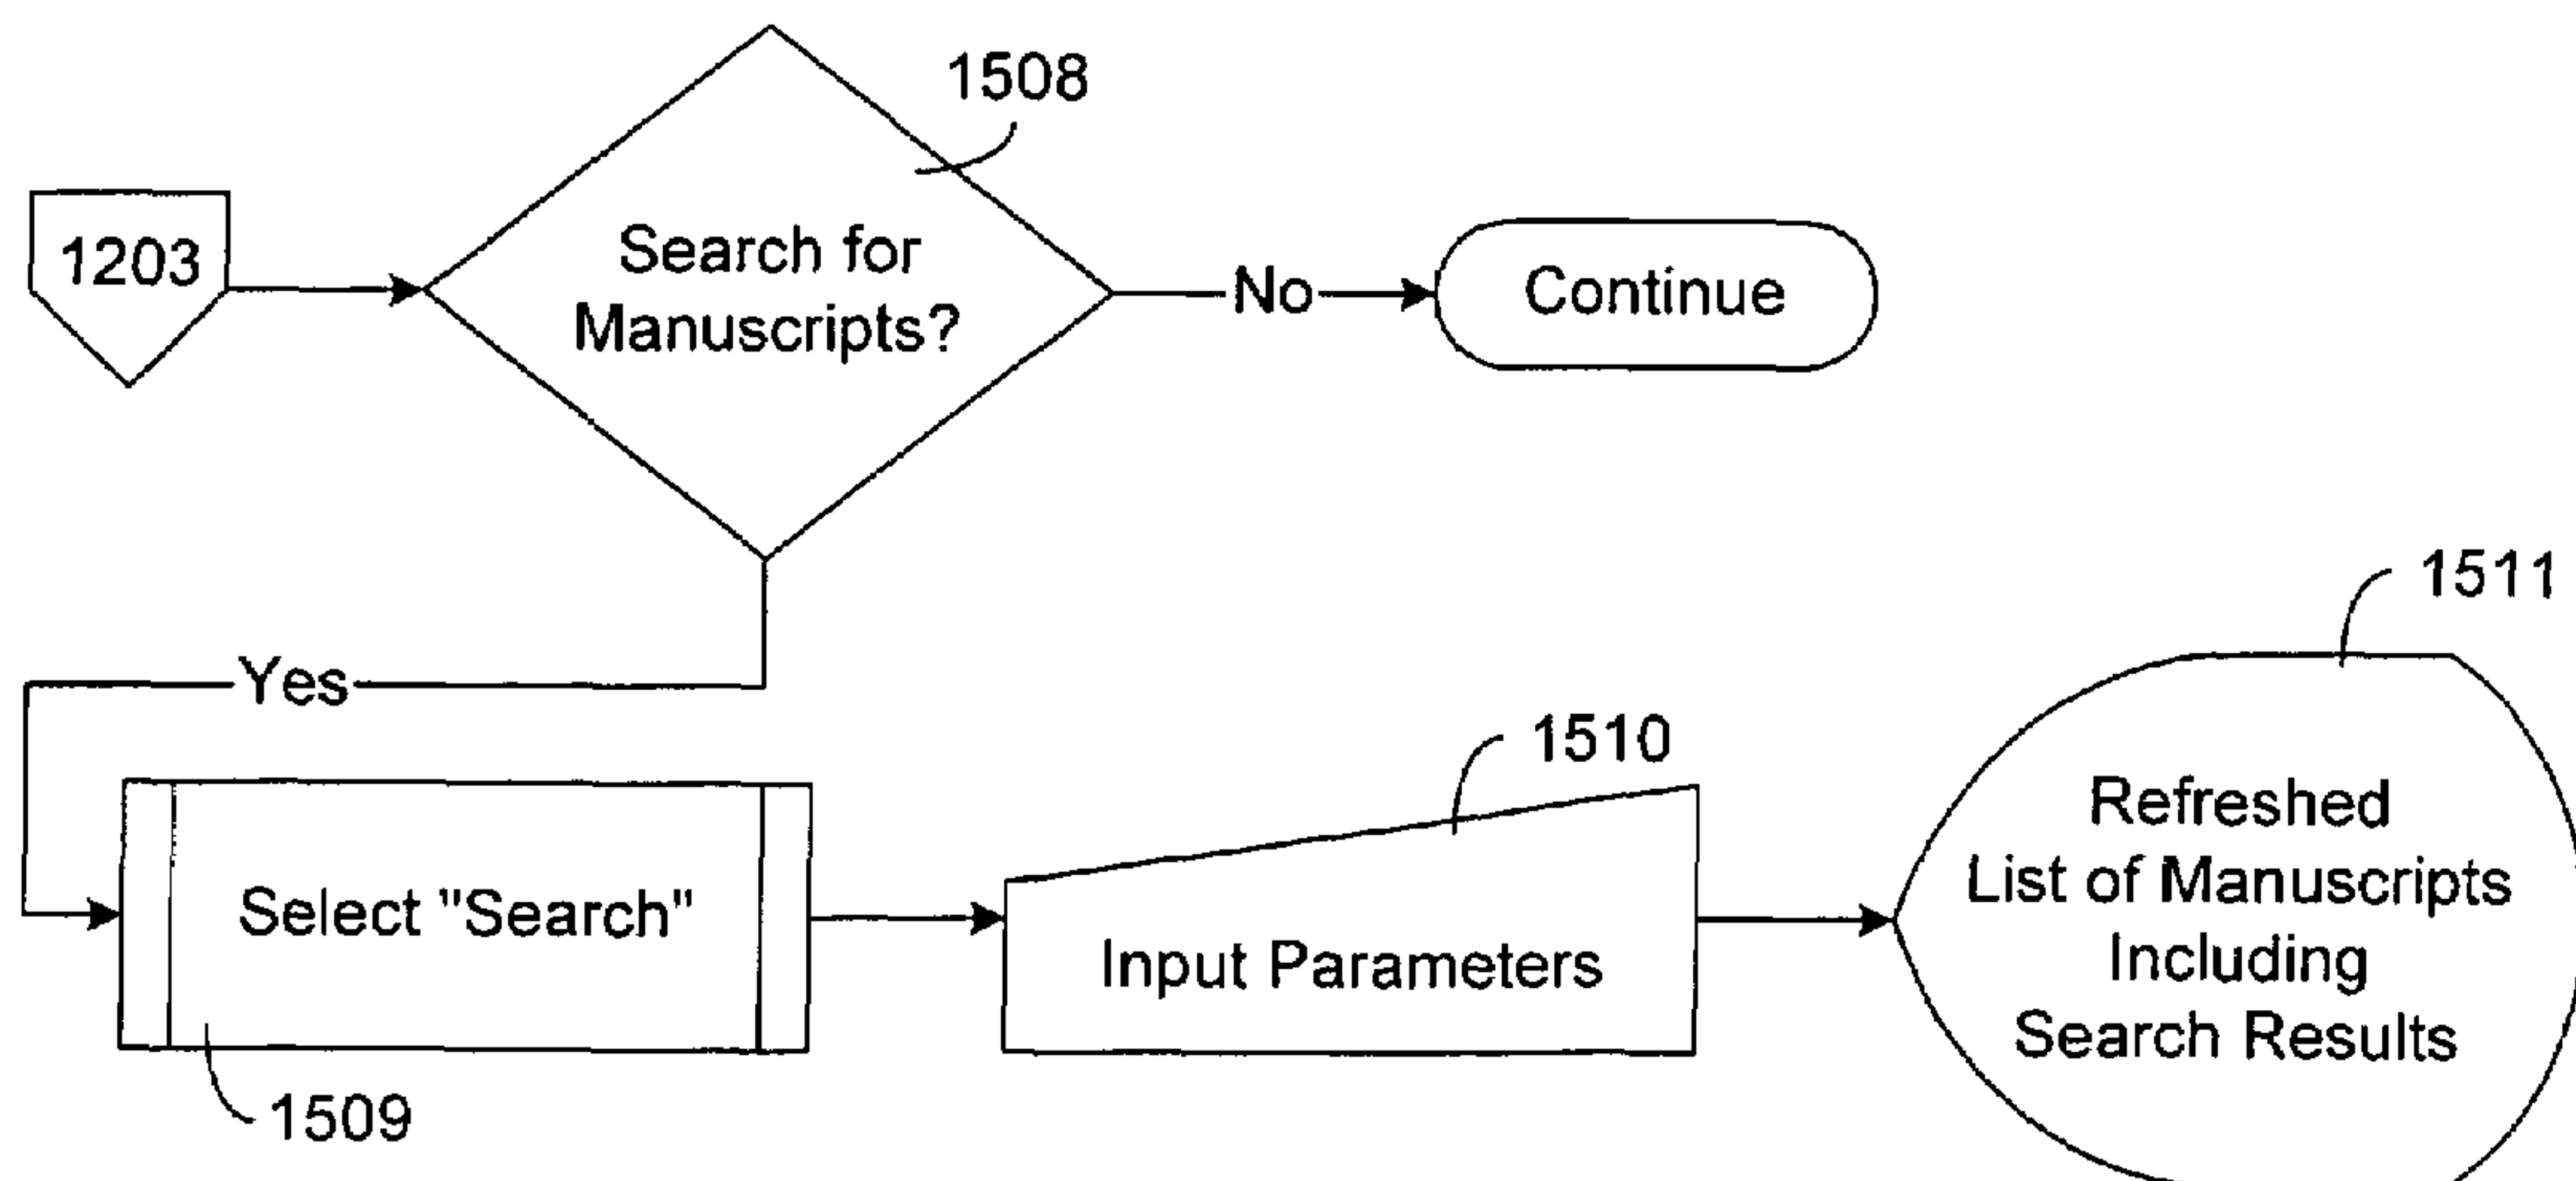 1508
1203
Search for
Manuscripts?
No
Continue
Yes
1511
1510
Select "Search"
Input Parameters
Refreshed
List of Manuscripts
Including
Search Results
1509